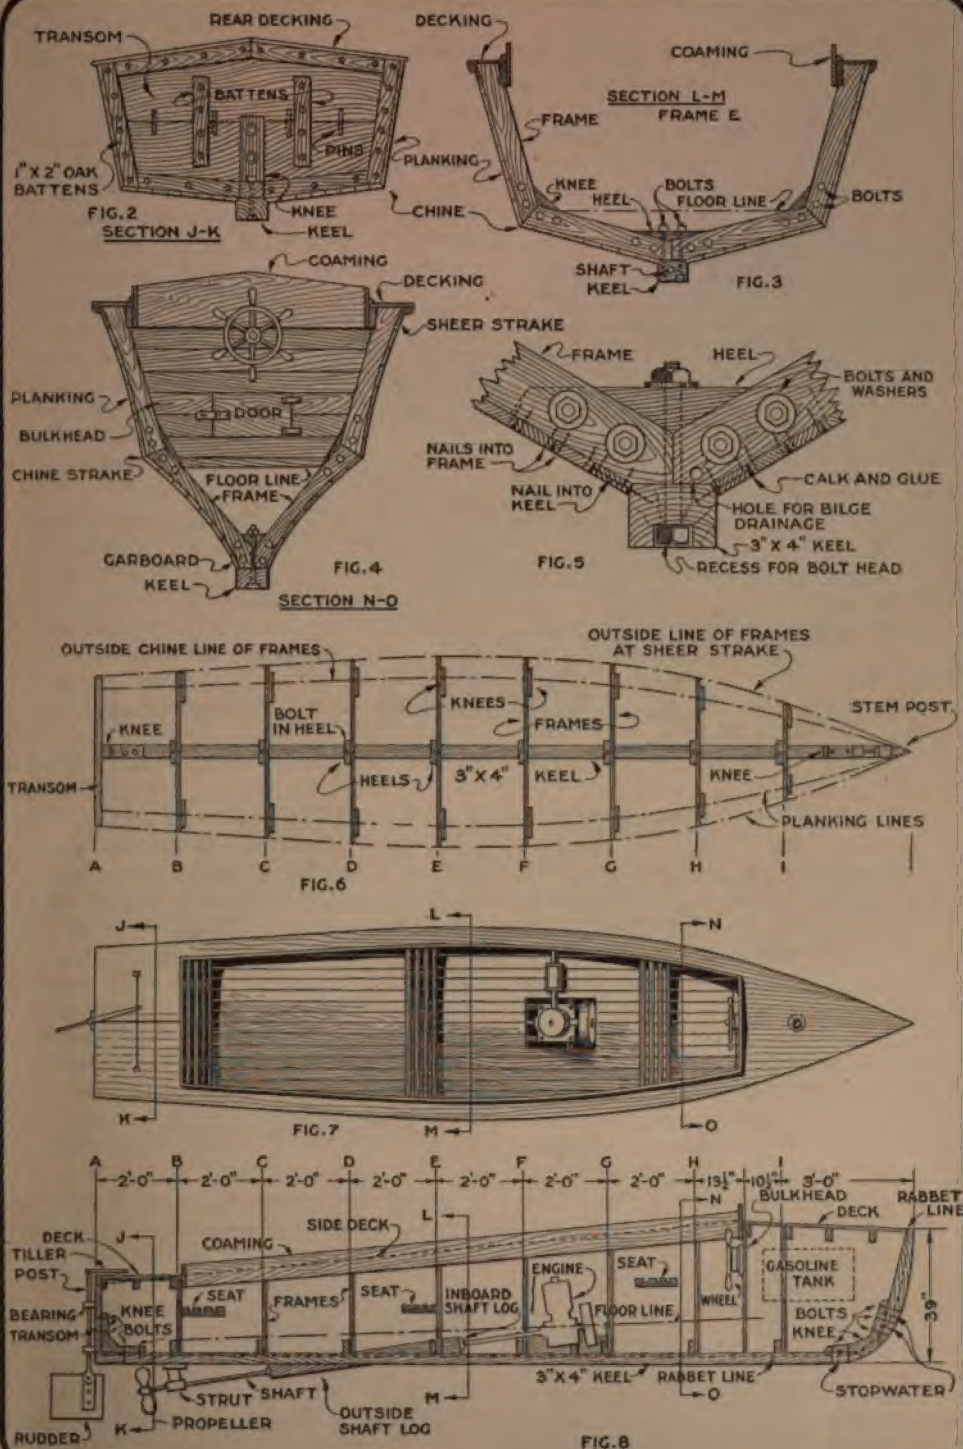 REAR DECKING
TRANSOM
BATTENS
PINS
1" X 2" OAK
BATTENS
PLANKING
CHINE
KNEE
KEEL
FIG. 2
SECTION J-K
DECKING
COAMING
SECTION L-M
FRAME E
FRAME
KNEE
HEEL
BOLTS
FLOOR LINE
BOLTS
SHAFT
KEEL
FIG. 3
COAMING
DECKING
SHEER STRAKE
PLANKING
BULKHEAD
DOOR
CHINE STRAKE
FLOOR LINE
FRAME
GARBOARD
KEEL
FIG. 4
SECTION N-O
FRAME
HEEL
BOLTS AND
WASHERS
NAILS INTO
FRAME
NAIL INTO
KEEL
CALK AND GLUE
HOLE FOR BILGE
DRAINAGE
3" X 4" KEEL
RECESS FOR BOLT HEAD
FIG. 5
OUTSIDE CHINE LINE OF FRAMES
OUTSIDE LINE OF FRAMES
AT SHEER STRAKE
KNEES
FRAMES
STEM POST
KNEE
BOLT
IN HEEL
HEELS
3" X 4"
KEEL
KNEE
TRANSOM
PLANKING LINES
A B C D E F G H I
FIG. 6
J L N
K M O
FIG. 7
A B C D E F G H I
2'-0" 2'-0" 2'-0" 2'-0" 2'-0" 2'-0" 2'-0" 13½" 10½" 3'-0"
J L N
BULKHEAD
DECK
RABBET
LINE
DECK
TILLER
POST
COAMING
SIDE DECK
SEAT
FRAMES
SEAT
INBOARD
SHAFT LOG
ENGINE
SEAT
FLOOR LINE
WHEEL
GASOLINE
TANK
BEARING
TRANSOM
KNEE
BOLTS
BOLTS
KNEE
39"
3" X 4" KEEL
RABBET LINE
STOPWATER
STRUT
SHAFT
OUTSIDE
SHAFT LOG
PROPELLER
RUDDER
K M O
FIG. 8